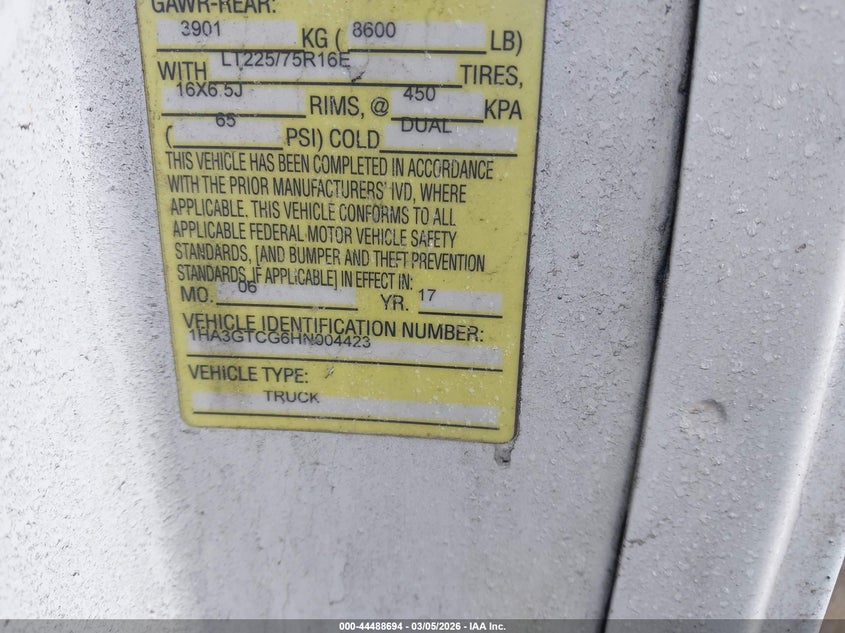 GAWR-REAR:
3901 KG ( 8600 LB)
WITH LT225/75R16E TIRES,
16X6.5J RIMS, @ 450 KPA
( 65 PSI) COLD DUAL
THIS VEHICLE HAS BEEN COMPLETED IN ACCORDANCE
WITH THE PRIOR MANUFACTURERS' IVD, WHERE
APPLICABLE. THIS VEHICLE CONFORMS TO ALL
APPLICABLE FEDERAL MOTOR VEHICLE SAFETY
STANDARDS, [AND BUMPER AND THEFT PREVENTION
STANDARDS, IF APPLICABLE] IN EFFECT IN:
MO. 06 YR. 17
VEHICLE IDENTIFICATION NUMBER:
1HA3GTCG6HN004423
VEHICLE TYPE:
TRUCK
000-44488694 — 03/05/2026 — IAA Inc.